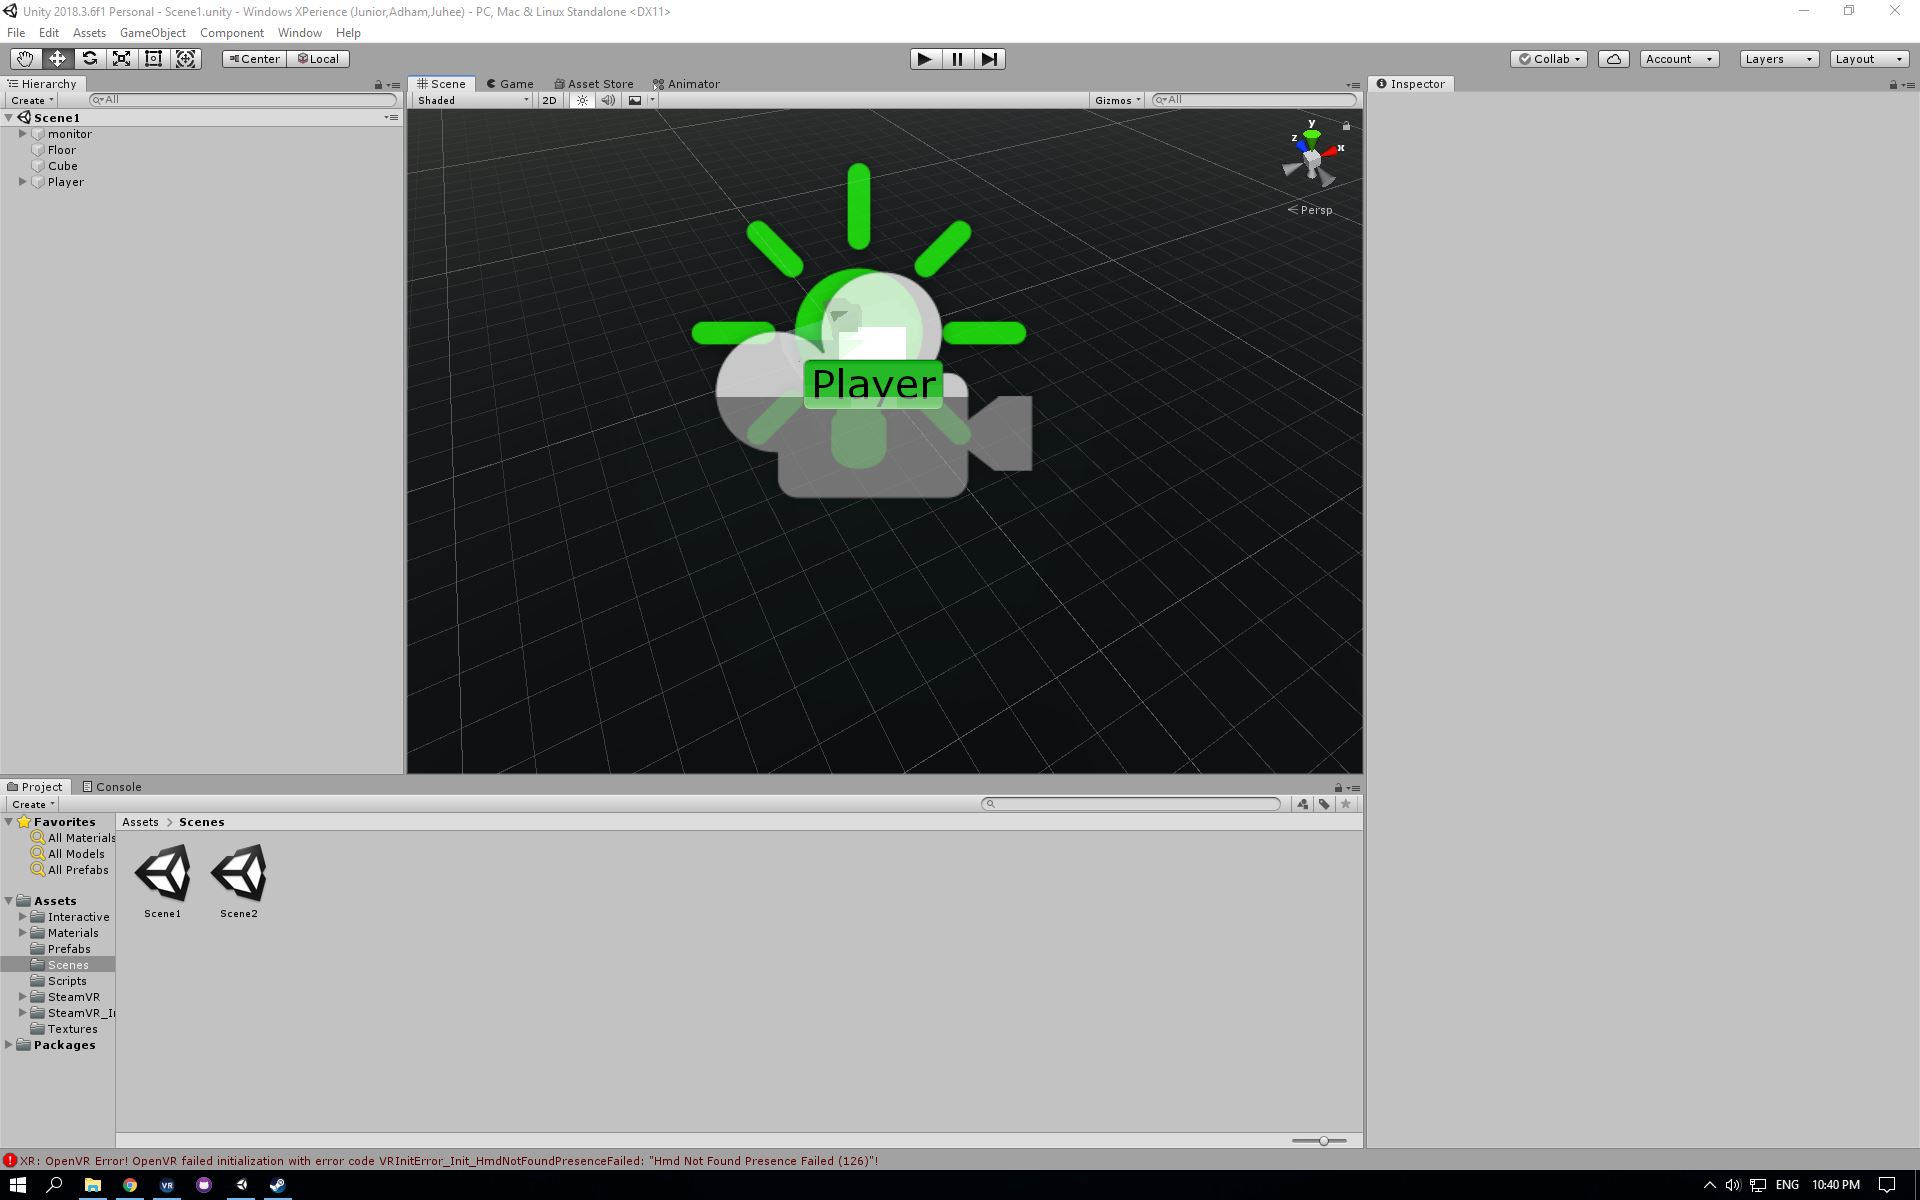 Unity 2018.3.6f1 Personal - Scene1.unity - Windows XPerience (Junior,Adham,Juhee) - PC, Mac & Linux Standalone <DX11>
File Edit Assets GameObject Component Window Help
Center Local Collab Account Layers Layout
Hierarchy
Create All
Scene1
monitor
Floor
Cube
Player
Scene Game Asset Store Animator
Shaded 2D Gizmos All
y
z x
Persp
Player
Inspector
Project Console
Create
Favorites
All Materials
All Models
All Prefabs
Assets
Interactive
Materials
Prefabs
Scenes
Scripts
SteamVR
SteamVR_I
Textures
Packages
Assets > Scenes
Scene1 Scene2
XR: OpenVR Error! OpenVR failed initialization with error code VRInitError_Init_HmdNotFoundPresenceFailed: "Hmd Not Found Presence Failed (126)"!
VR ENG 10:40 PM